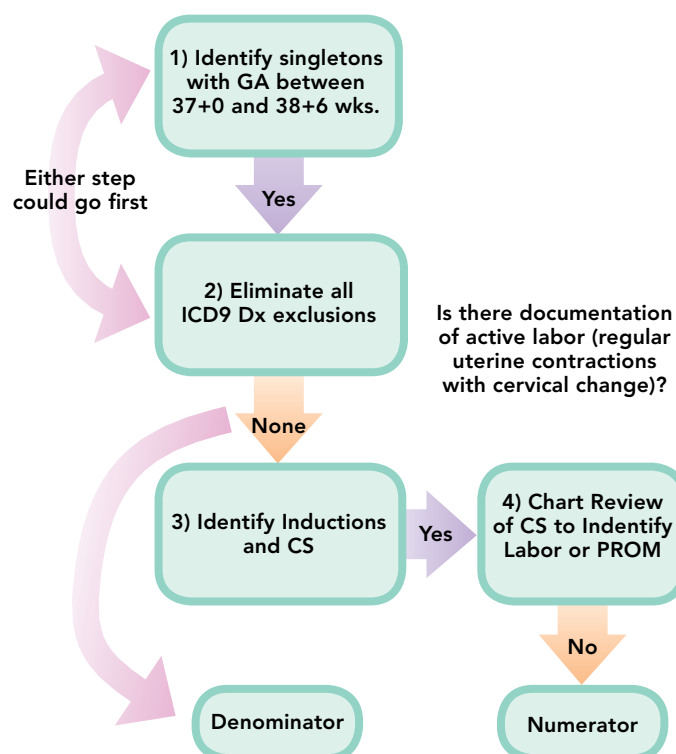 1) Identify singletons
with GA between
37+0 and 38+6 wks.
Either step
could go first
Yes
2) Eliminate all
ICD9 Dx exclusions
Is there documentation
of active labor (regular
uterine contractions
with cervical change)?
None
3) Identify Inductions
and CS
Yes
4) Chart Review
of CS to Indentify
Labor or PROM
No
Denominator
Numerator